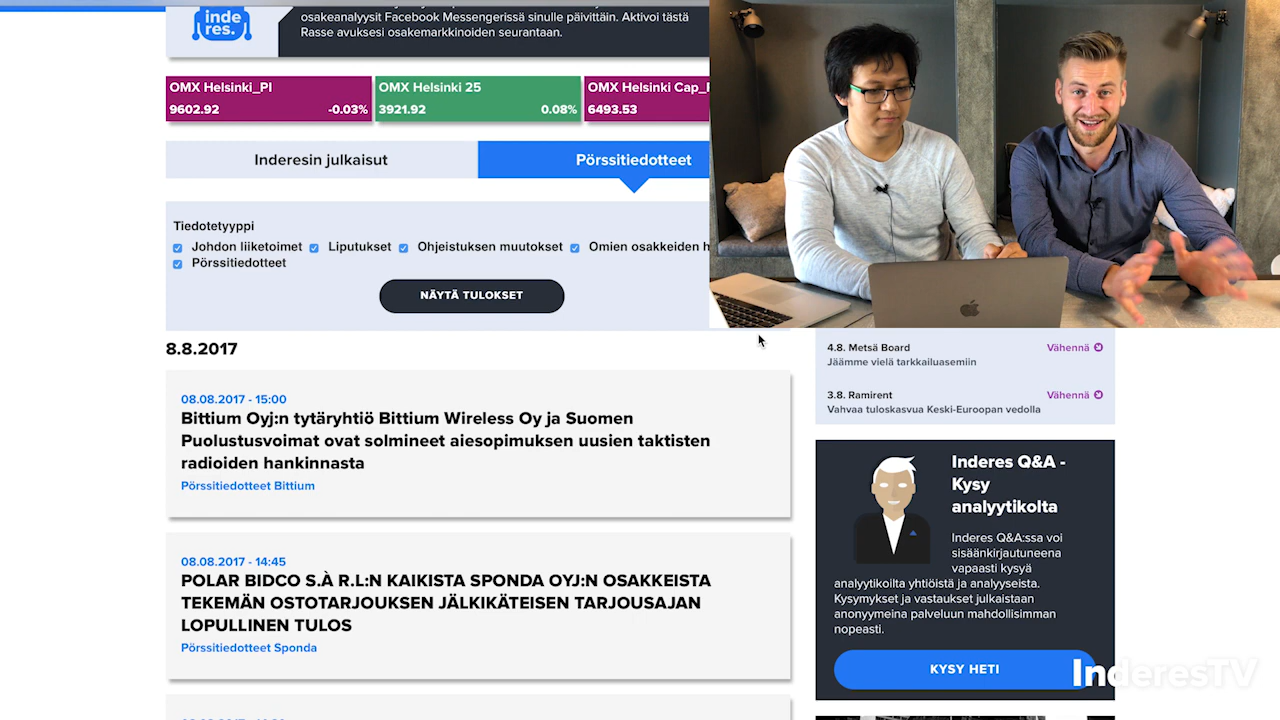 inde
res.
osakeanalyysit Facebook Messengerissä sinulle päivittäin. Aktivoi tästä
Rasse avuksesi osakemarkkinoiden seurantaan.
OMX Helsinki_PI
9602.92 -0.03%
OMX Helsinki 25
3921.92 0.08%
OMX Helsinki Cap_
6493.53
Inderesin julkaisut
Pörssitiedotteet
Tiedotetyyppi
Johdon liiketoimet Liputukset Ohjeistuksen muutokset Omien osakkeiden
Pörssitiedotteet
NÄYTÄ TULOKSET
8.8.2017
08.08.2017 - 15:00
Bittium Oyj:n tytäryhtiö Bittium Wireless Oy ja Suomen
Puolustusvoimat ovat solmineet aiesopimuksen uusien taktisten
radioiden hankinnasta
Pörssitiedotteet Bittium
08.08.2017 - 14:45
POLAR BIDCO S.À R.L:N KAIKISTA SPONDA OYJ:N OSAKKEISTA
TEKEMÄN OSTOTARJOUKSEN JÄLKIKÄTEISEN TARJOUSAJAN
LOPULLINEN TULOS
Pörssitiedotteet Sponda
4.8. Metsä Board Vähennä
Jäämme vielä tarkkailuasemiin
3.8. Ramirent Vähennä
Vahvaa tuloskasvua Keski-Euroopan vedolla
Inderes Q&A -
Kysy
analyytikolta
Inderes Q&A:ssa voi
sisäänkirjautuneena
vapaasti kysyä
analyytikoilta yhtiöistä ja analyyseista.
Kysymykset ja vastaukset julkaistaan
anonyymeina palveluun mahdollisimman
nopeasti.
KYSY HETI
InderesTV